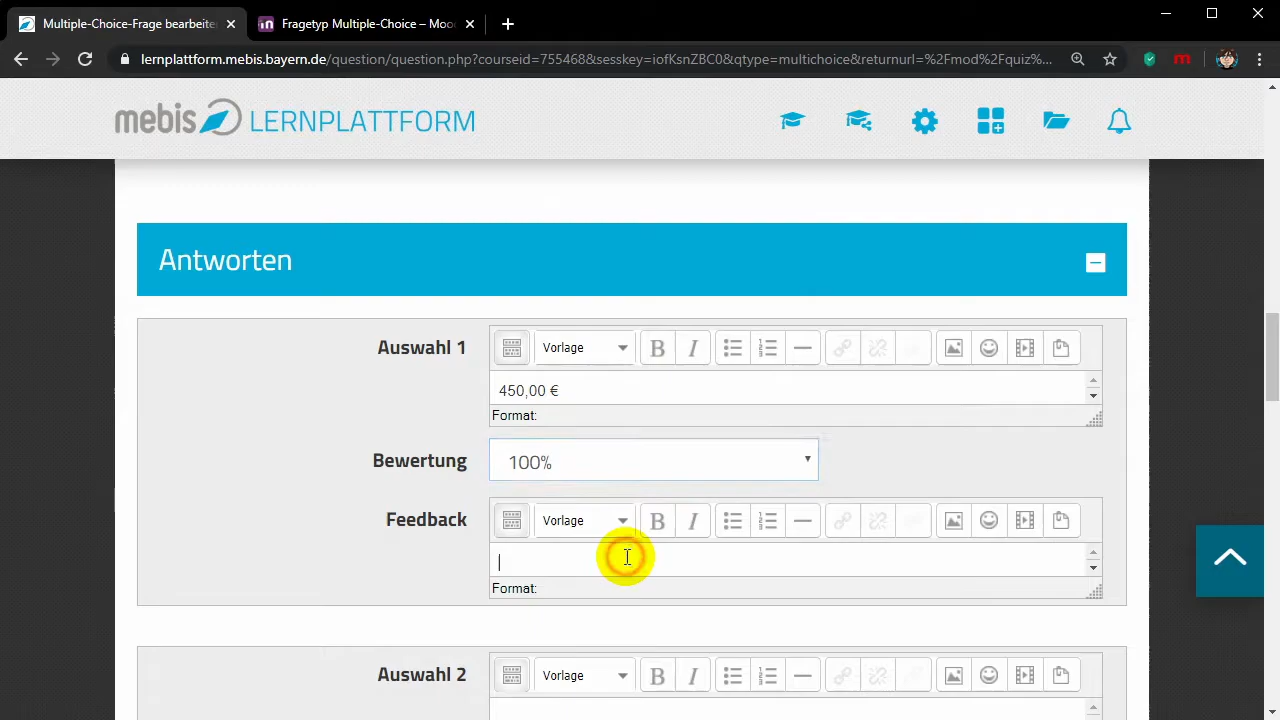 Multiple-Choice-Frage bearbeite
Fragetyp Multiple-Choice – Moo
lernplattform.mebis.bayern.de/question/question.php?courseid=755468&sesskey=iofKsnZBC0&qtype=multichoice&returnurl=%2Fmod%2Fquiz%...
mebis LERNPLATTFORM
Antworten
Auswahl 1
Vorlage
B I
450,00 €
Format:
Bewertung
100%
Feedback
Vorlage
B I
Format:
Auswahl 2
Vorlage
B I